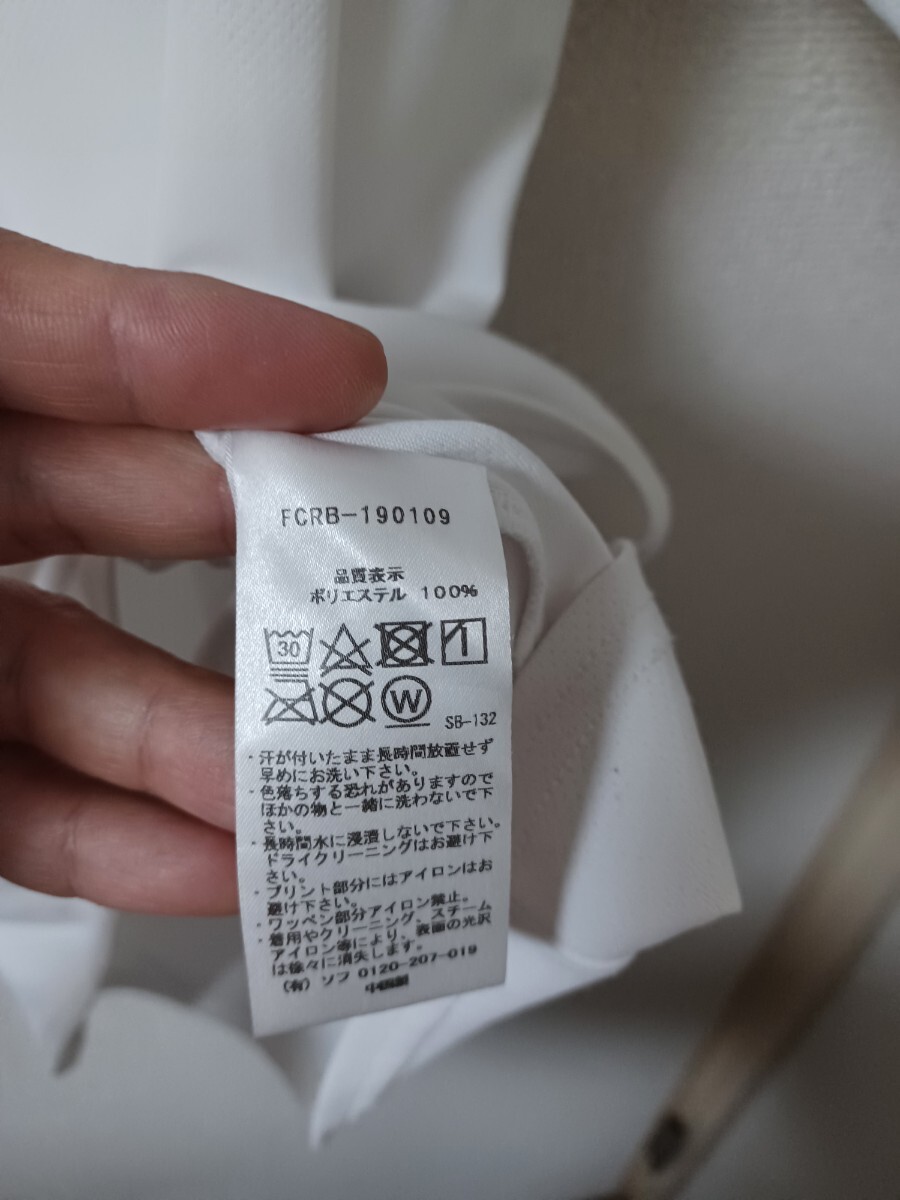 FCRB-190109
品質表示
ポリエステル 100%
30
W
SB-132
・汗が付いたまま長時間放置せず
早めにお洗い下さい。
・色落ちする恐れがありますので
ほかの物と一緒に洗わないで下
さい。
・長時間水に浸漬しないで下さい。
ドライクリーニングはお避け下
さい。
・プリント部分にはアイロンはお
避け下さい。
・ワッペン部分アイロン禁止。
・着用やクリーニング、スチーム
アイロン等により、表面の光沢
は徐々に消失します。
(有) ソフ 0120-207-019